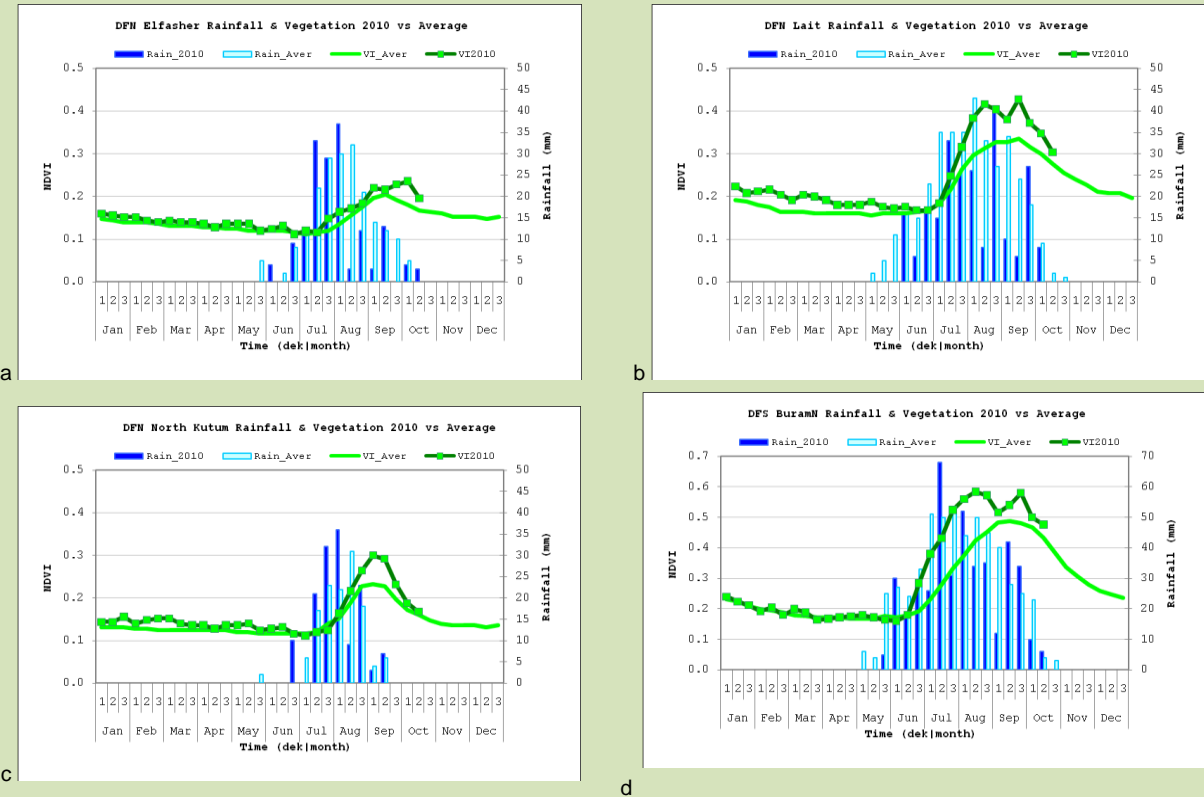 DFN Elfasher Rainfall & Vegetation 2010 vs Average
Rain_2010 Rain_Aver VI_Aver VI2010
0.5 50
45
0.4 40
35
0.3 30
25
0.2 20
15
0.1 10
5
0.0 0
NDVI
Rainfall (mm)
1 2 3 1 2 3 1 2 3 1 2 3 1 2 3 1 2 3 1 2 3 1 2 3 1 2 3 1 2 3 1 2 3 1 2 3
Jan Feb Mar Apr May Jun Jul Aug Sep Oct Nov Dec
Time (dek|month)
a
DFN Lait Rainfall & Vegetation 2010 vs Average
Rain_2010 Rain_Aver VI_Aver VI2010
0.5 50
45
0.4 40
35
0.3 30
25
0.2 20
15
0.1 10
5
0.0 0
NDVI
Rainfall (mm)
1 2 3 1 2 3 1 2 3 1 2 3 1 2 3 1 2 3 1 2 3 1 2 3 1 2 3 1 2 3 1 2 3 1 2 3
Jan Feb Mar Apr May Jun Jul Aug Sep Oct Nov Dec
Time (dek|month)
b
DFN North Kutum Rainfall & Vegetation 2010 vs Average
Rain_2010 Rain_Aver VI_Aver VI2010
0.5 50
45
0.4 40
35
0.3 30
25
0.2 20
15
0.1 10
5
0.0 0
NDVI
Rainfall (mm)
1 2 3 1 2 3 1 2 3 1 2 3 1 2 3 1 2 3 1 2 3 1 2 3 1 2 3 1 2 3 1 2 3 1 2 3
Jan Feb Mar Apr May Jun Jul Aug Sep Oct Nov Dec
Time (dek|month)
c
DFS BuramN Rainfall & Vegetation 2010 vs Average
Rain_2010 Rain_Aver VI_Aver VI2010
0.7 70
0.6 60
0.5 50
0.4 40
0.3 30
0.2 20
0.1 10
0.0 0
NDVI
Rainfall (mm)
1 2 3 1 2 3 1 2 3 1 2 3 1 2 3 1 2 3 1 2 3 1 2 3 1 2 3 1 2 3 1 2 3 1 2 3
Jan Feb Mar Apr May Jun Jul Aug Sep Oct Nov Dec
Time (dek|month)
d